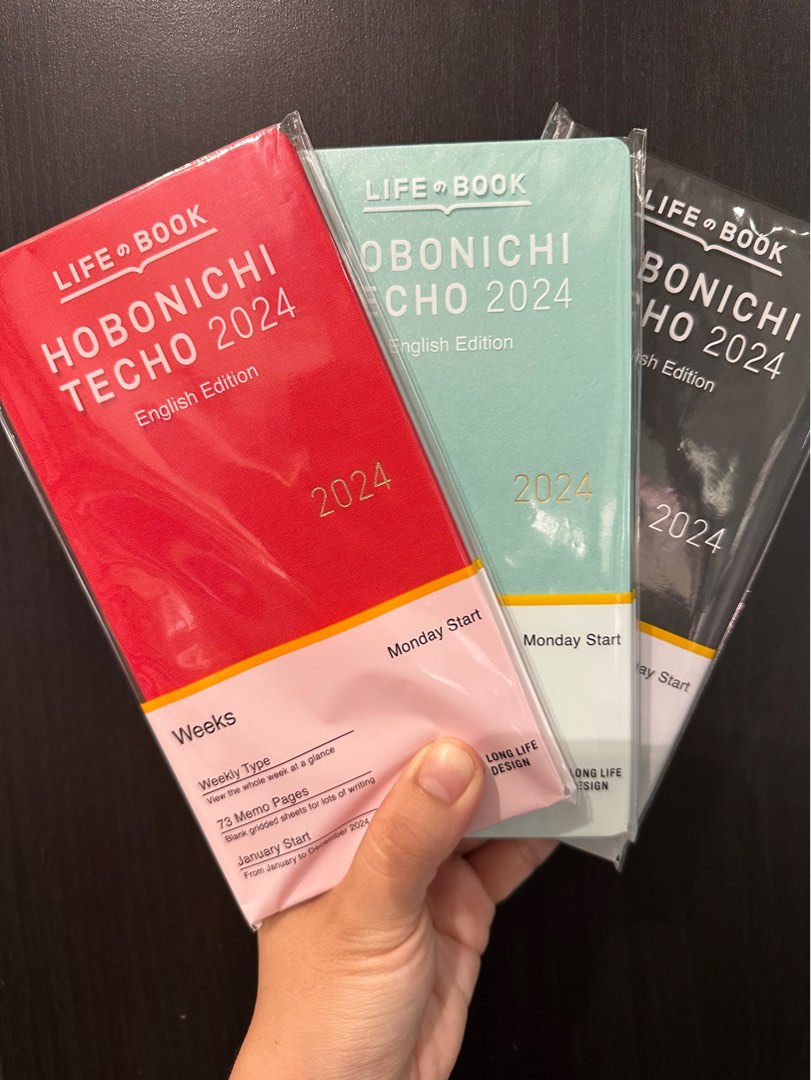 LIFEのBOOK
HOBONICHI
TECHO 2024
English Edition
2024
Monday Start
Weeks
Weekly Type
View the whole week at a glance
73 Memo Pages
Blank gridded sheets for lots of writing
January Start
From January to December 2024
LONG LIFE
DESIGN
LIFEのBOOK
OBONICHI
ECHO 2024
English Edition
2024
Monday Start
LONG LIFE
ESIGN
LIFEのBOOK
BONICHI
HO 2024
ish Edition
2024
ay Start